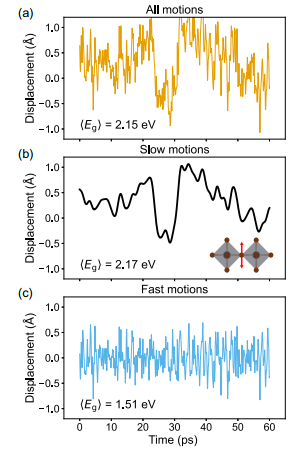 (a)
All motions
Displacement (Å)
1.0
0.5
0.0
−0.5
−1.0
⟨Eg⟩ = 2.15 eV
(b)
Slow motions
Displacement (Å)
1.0
0.5
0.0
−0.5
−1.0
⟨Eg⟩ = 2.17 eV
(c)
Fast motions
Displacement (Å)
1.0
0.5
0.0
−0.5
−1.0
⟨Eg⟩ = 1.51 eV
0 10 20 30 40 50 60
Time (ps)